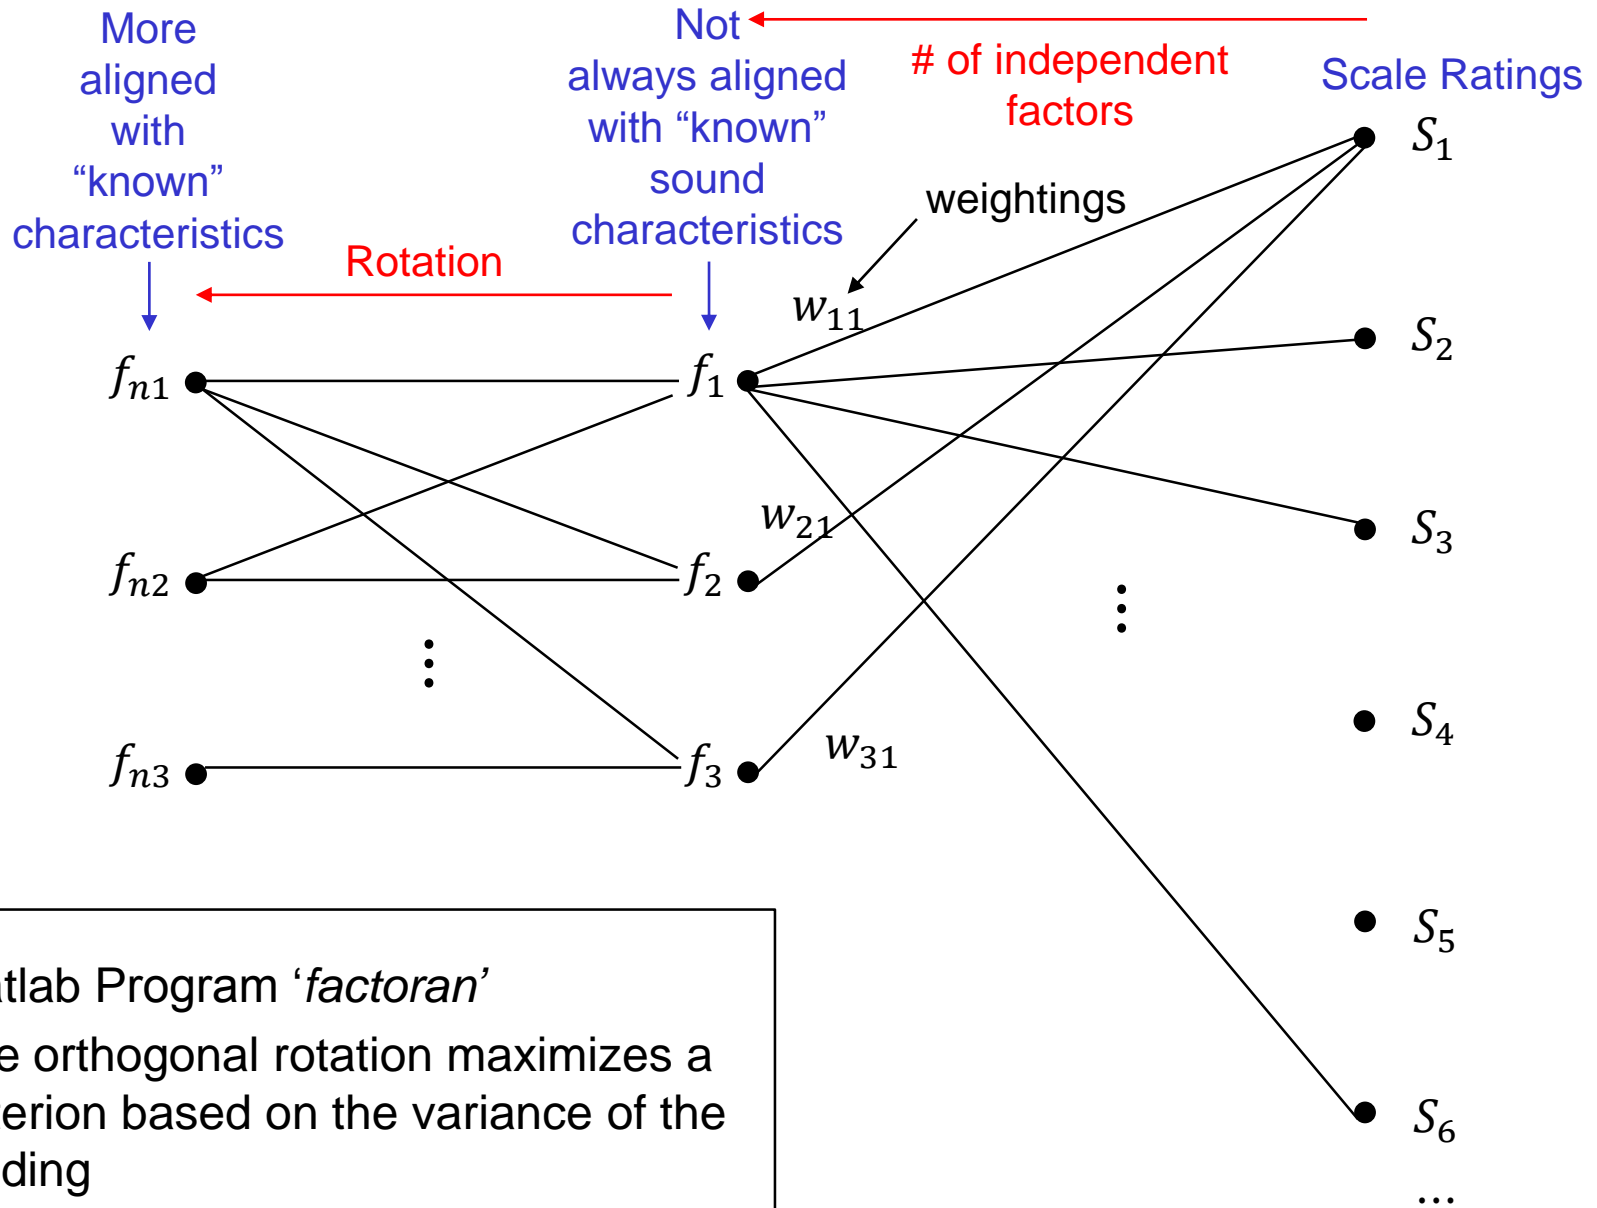 More
aligned
with
“known”
characteristics
Not
always aligned
with “known”
sound
characteristics
# of independent
factors
Scale Ratings
Rotation
weightings
w₁₁
w₂₁
w₃₁
fₙ₁
fₙ₂
fₙ₃
f₁
f₂
f₃
S₁
S₂
S₃
S₄
S₅
S₆
⋮
⋮
...
atlab Program ‘factoran’
e orthogonal rotation maximizes a
terion based on the variance of the
ding